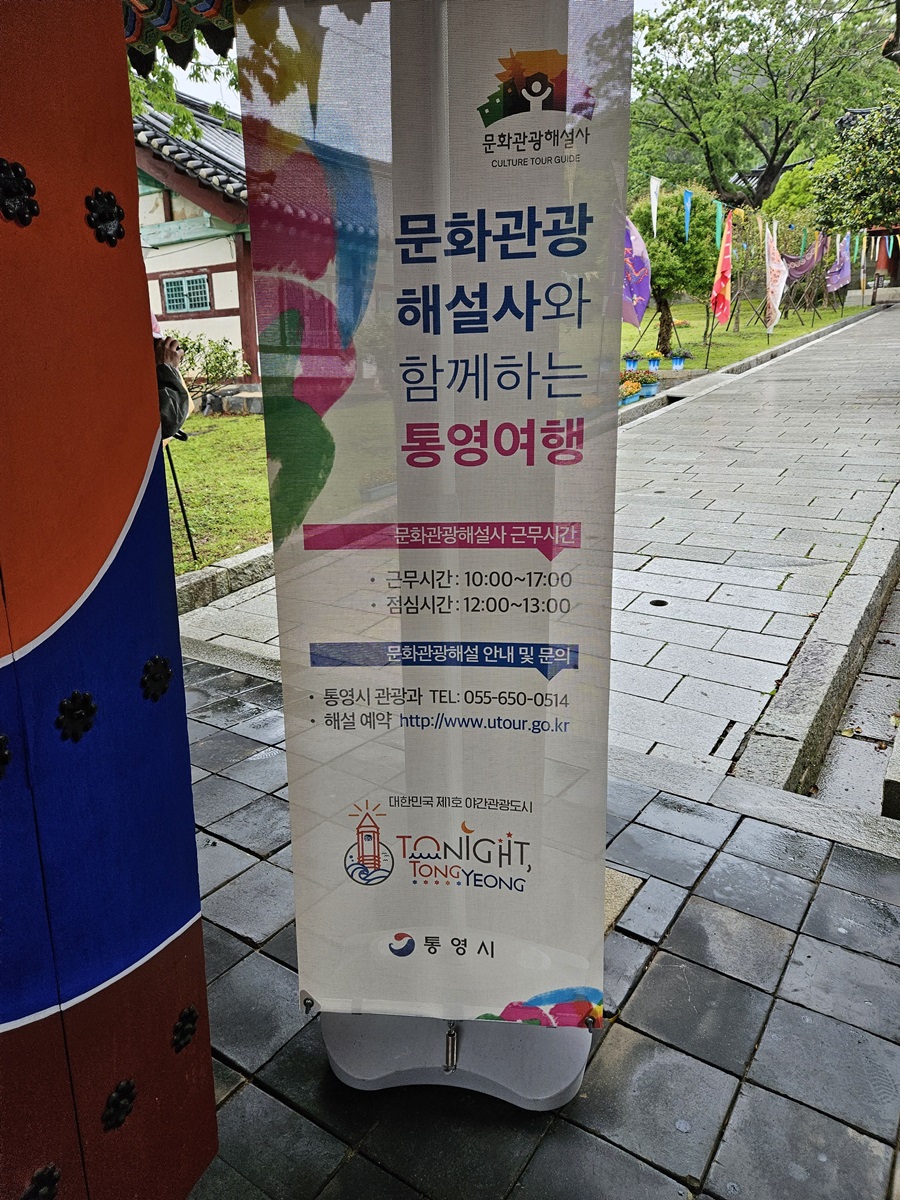 문화관광해설사
CULTURE TOUR GUIDE
문화관광
해설사와
함께하는
통영여행
문화관광해설사 근무시간
• 근무시간 : 10:00~17:00
• 점심시간 : 12:00~13:00
문화관광해설 안내 및 문의
• 통영시 관광과 TEL: 055-650-0514
• 해설 예약 http://www.utour.go.kr
대한민국 제1호 야간관광도시
TONIGHT,
TONGYEONG
통영시